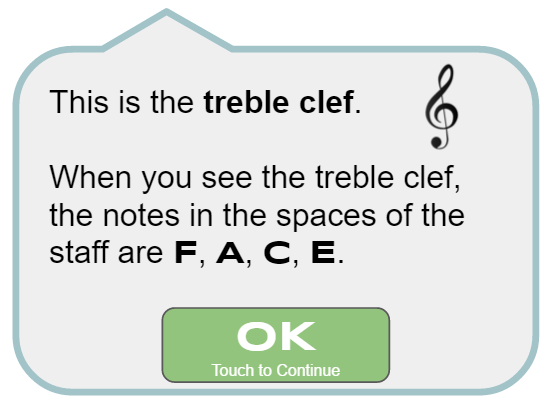 This is the treble clef.
When you see the treble clef,
the notes in the spaces of the
staff are F, A, C, E.
OK
Touch to Continue